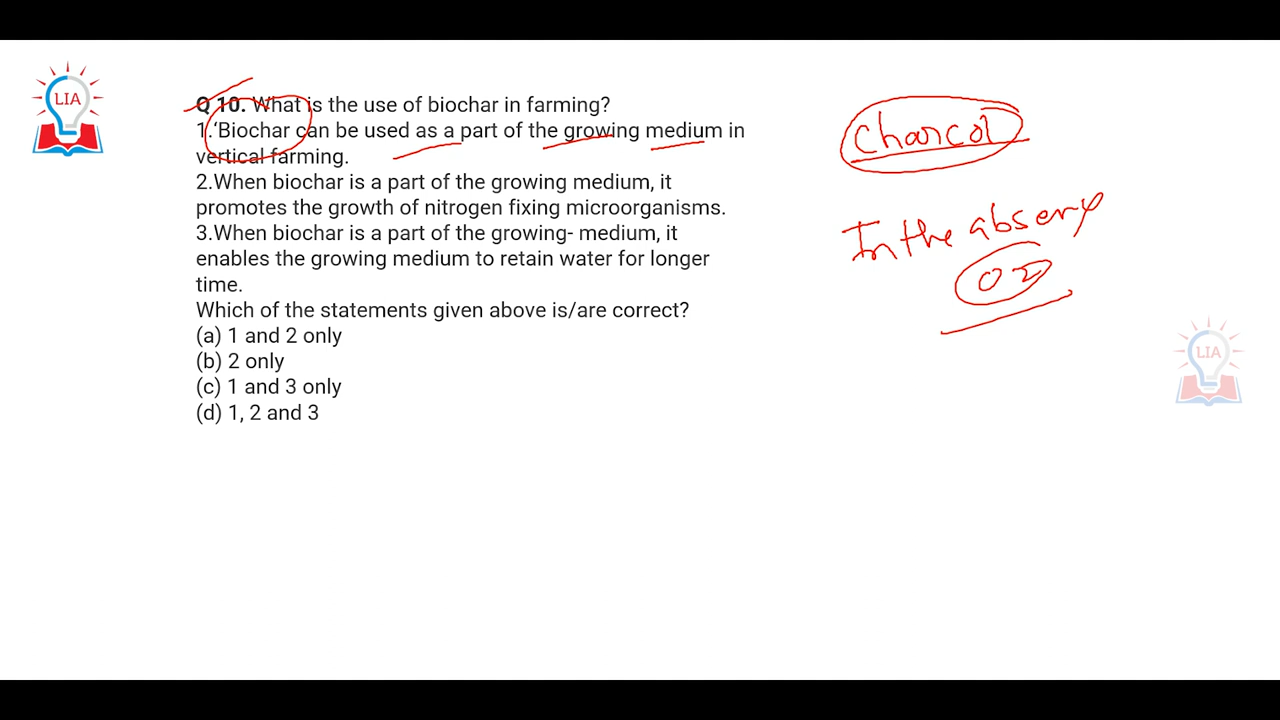 LIA
Q 10. What is the use of biochar in farming?
1.‘Biochar can be used as a part of the growing medium in
vertical farming.
2.When biochar is a part of the growing medium, it
promotes the growth of nitrogen fixing microorganisms.
3.When biochar is a part of the growing- medium, it
enables the growing medium to retain water for longer
time.
Which of the statements given above is/are correct?
(a) 1 and 2 only
(b) 2 only
(c) 1 and 3 only
(d) 1, 2 and 3
In the
O2
LIA